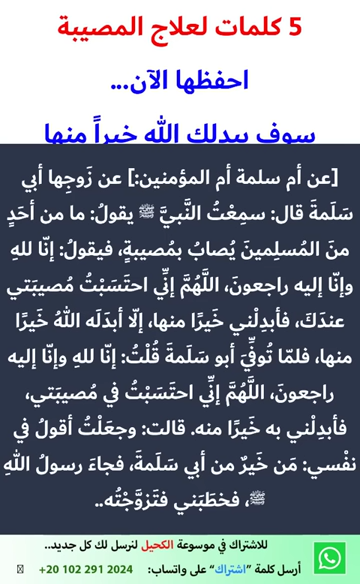 5 كلمات لعلاج المصيبة
احفظها الآن...
سوف يبدلك الله خيراً منها
[عن أم سلمة أم المؤمنين:] عن زَوجِها أبي
سَلَمةَ قال: سمِعْتُ النَّبيَّ ﷺ يقولُ: ما من أحَدٍ
منَ المُسلِمينَ يُصابُ بمُصيبةٍ، فيقولُ: إنّا للهِ
وإنّا إليه راجعونَ، اللَّهُمَّ إنِّي احتَسَبْتُ مُصيبَتي
عندَكَ، فأبدِلْني خَيرًا منها، إلّا أبدَلَه اللهُ خَيرًا
منها، فلمّا تُوفِّيَ أبو سَلَمةَ قُلْتُ: إنّا للهِ وإنّا إليه
راجعونَ، اللَّهُمَّ إنِّي احتَسَبْتُ في مُصيبَتي،
فأبدِلْني به خَيرًا منه. قالت: وجعَلْتُ أقولُ في
نفْسي: مَن خَيرٌ من أبي سَلَمةَ، فجاءَ رسولُ اللهِ
ﷺ، فخطَبَني فتَزوَّجْتُه..
للاشتراك في موسوعة الكحيل لنرسل لك كل جديد..
أرسل كلمة "اشتراك" على واتساب: +20 102 291 2024